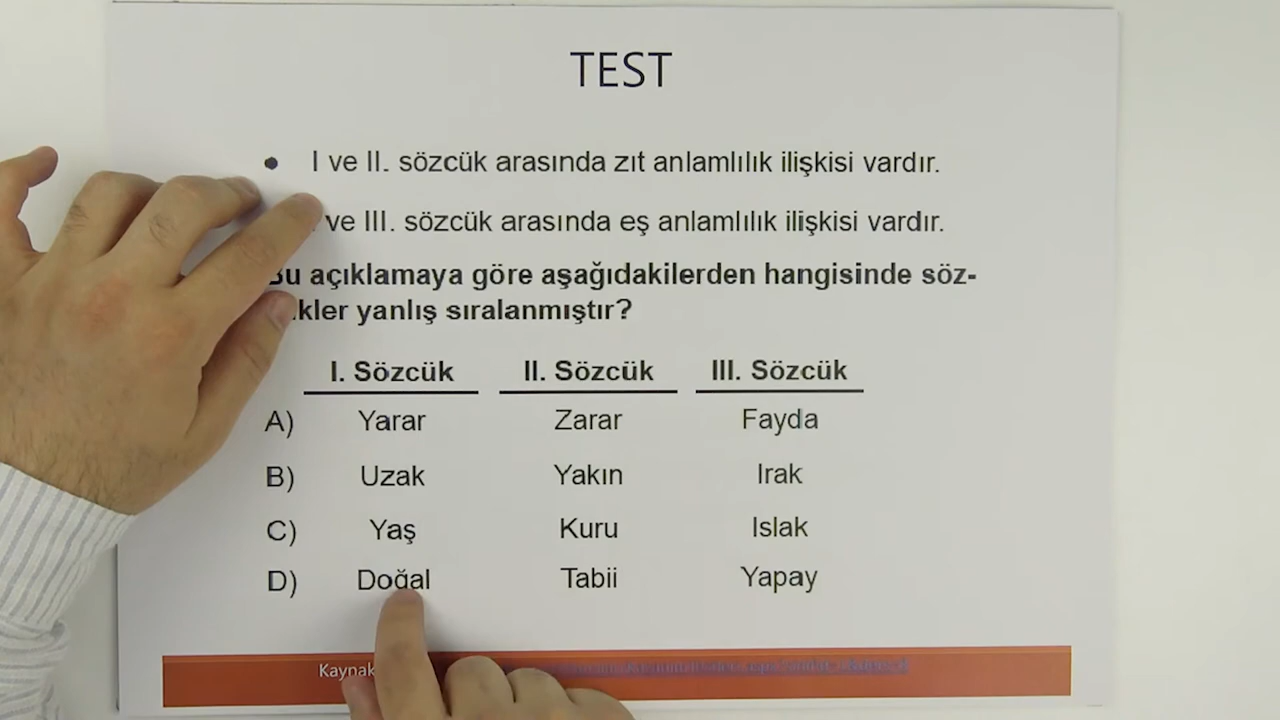 TEST
• I ve II. sözcük arasında zıt anlamlılık ilişkisi vardır.
ve III. sözcük arasında eş anlamlılık ilişkisi vardır.
Bu açıklamaya göre aşağıdakilerden hangisinde söz-
kler yanlış sıralanmıştır?
I. Sözcük II. Sözcük III. Sözcük
A) Yarar Zarar Fayda
B) Uzak Yakın Irak
C) Yaş Kuru Islak
D) Doğal Tabii Yapay
Kaynak